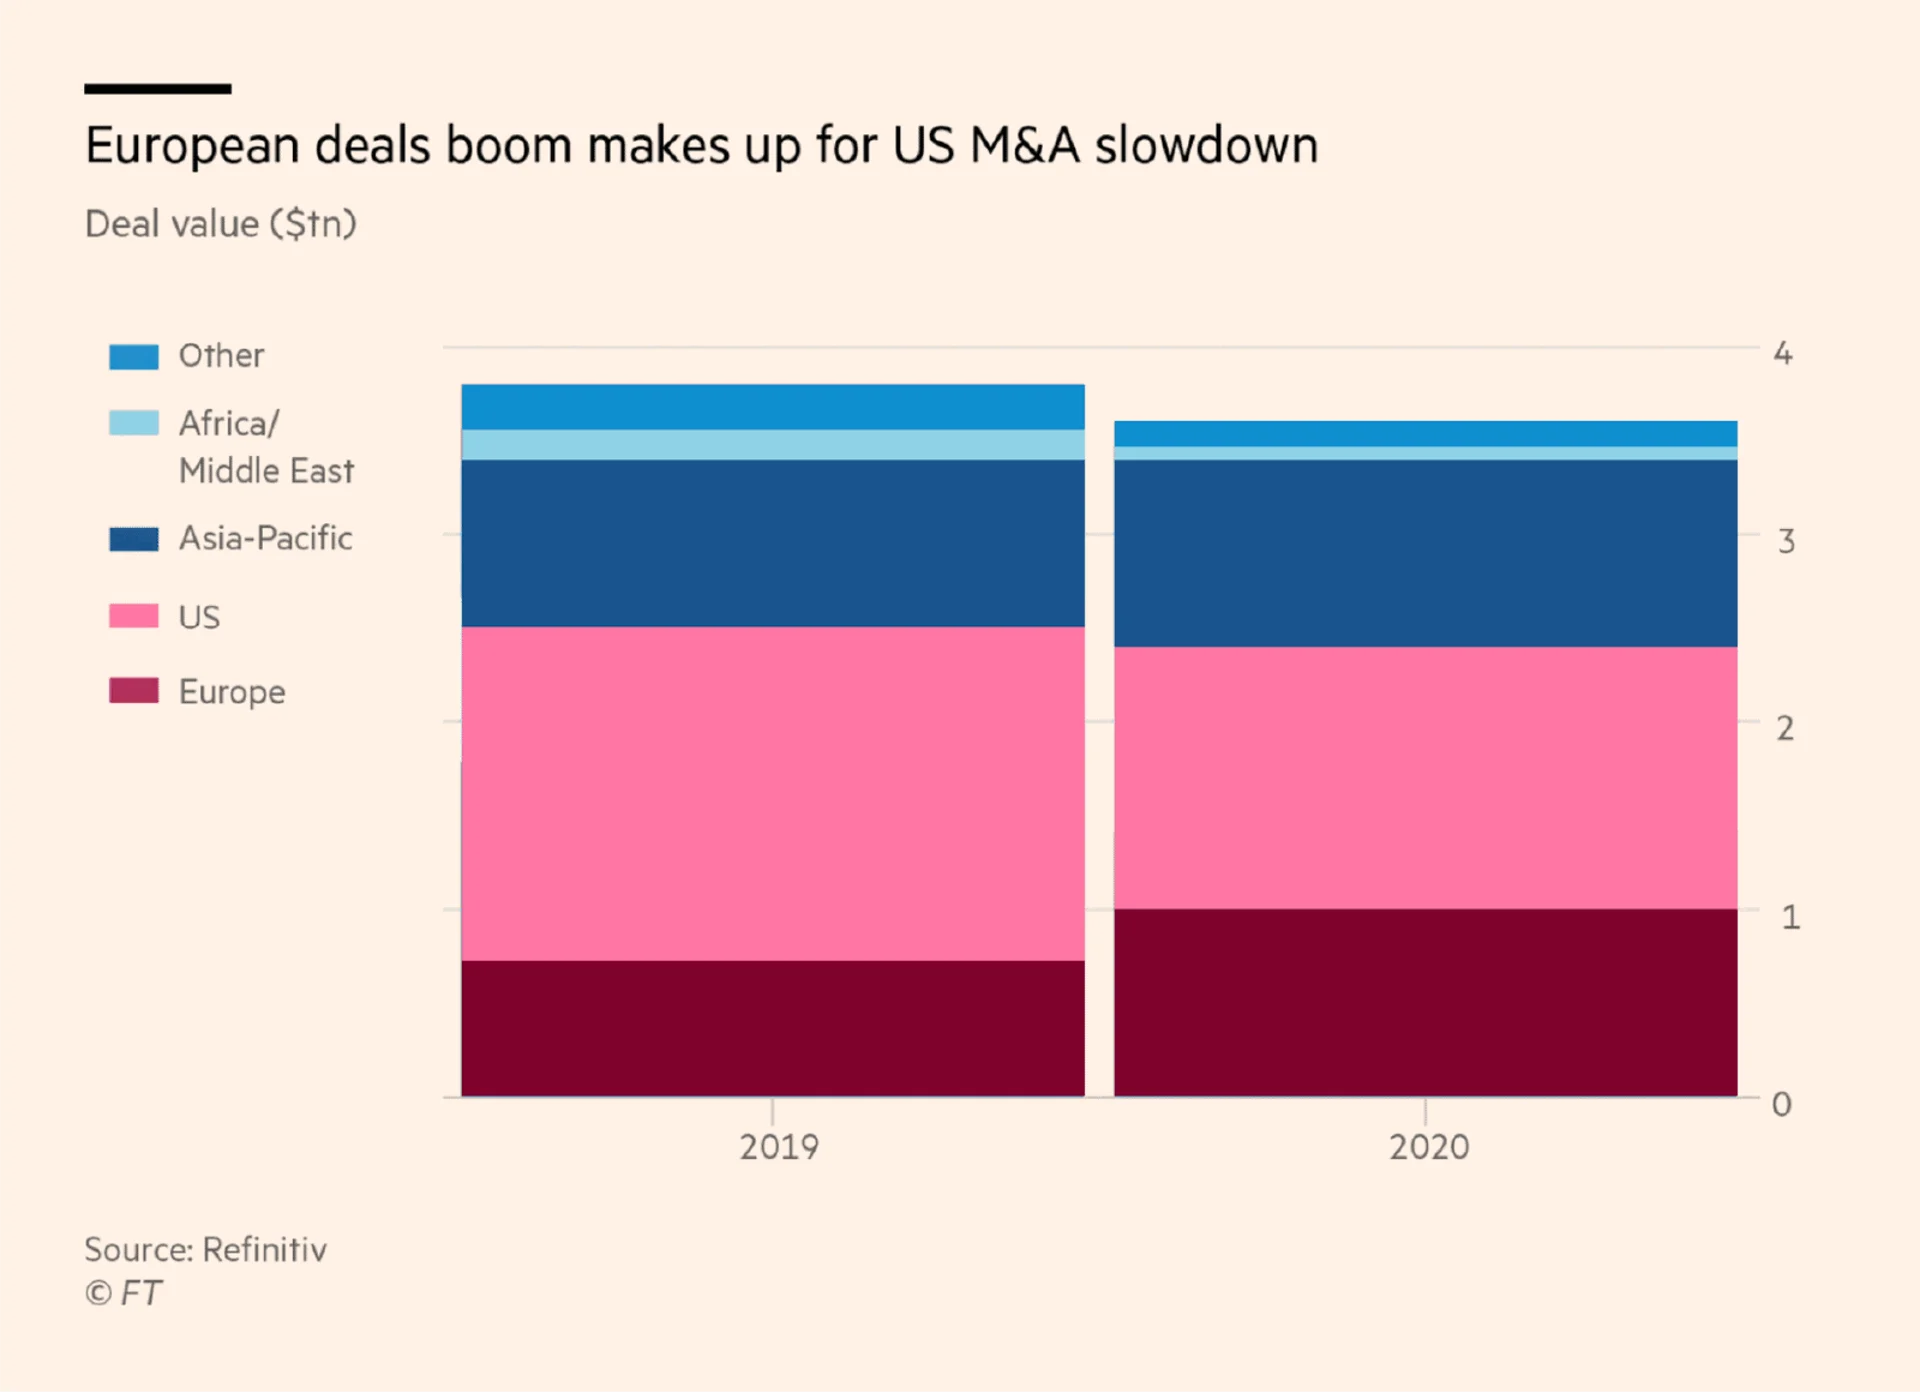 European deals boom makes up for US M&A slowdown
Deal value ($tn)
Other
Africa/
Middle East
Asia-Pacific
US
Europe
4
3
2
1
0
2019
2020
Source: Refinitiv
© FT